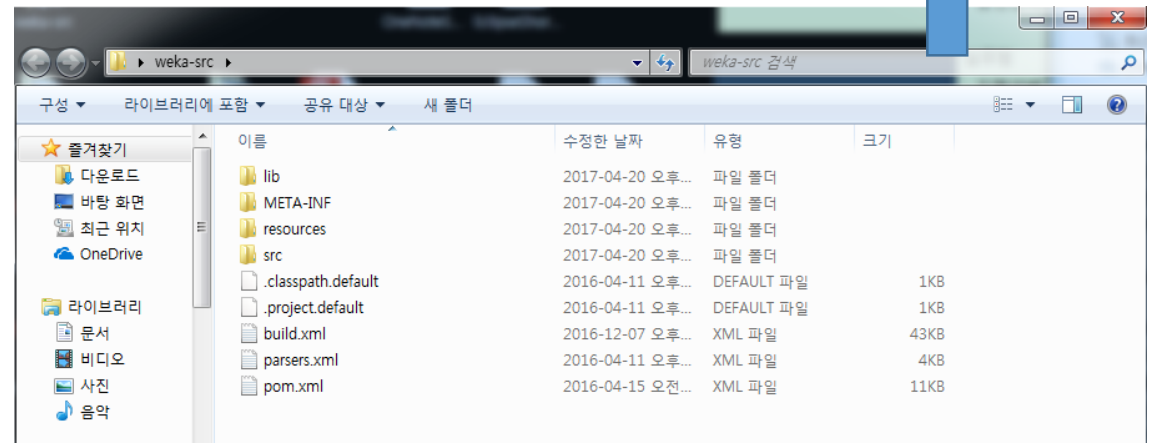 weka-src
weka-src 검색
구성 라이브러리에 포함 공유 대상 새 폴더
즐겨찾기
다운로드
바탕 화면
최근 위치
OneDrive
라이브러리
문서
비디오
사진
음악
이름 수정한 날짜 유형 크기
lib 2017-04-20 오후... 파일 폴더
META-INF 2017-04-20 오후... 파일 폴더
resources 2017-04-20 오후... 파일 폴더
src 2017-04-20 오후... 파일 폴더
.classpath.default 2016-04-11 오후... DEFAULT 파일 1KB
.project.default 2016-04-11 오후... DEFAULT 파일 1KB
build.xml 2016-12-07 오후... XML 파일 43KB
parsers.xml 2016-04-11 오후... XML 파일 4KB
pom.xml 2016-04-15 오전... XML 파일 11KB